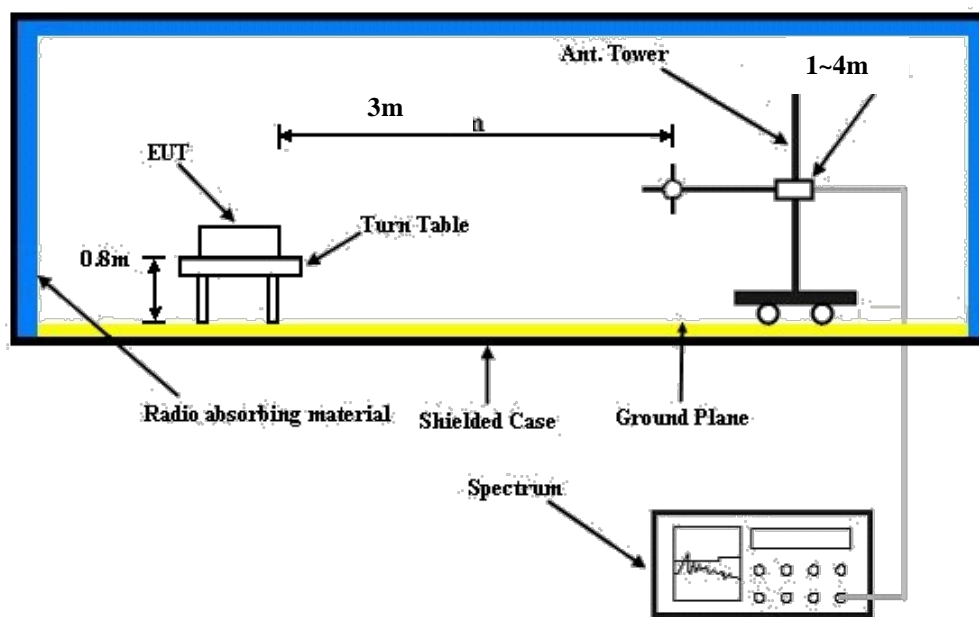 Ant. Tower
1~4m
3m
n
EUT
Turn Table
0.8m
Radio absorbing material
Shielded Case
Ground Plane
Spectrum